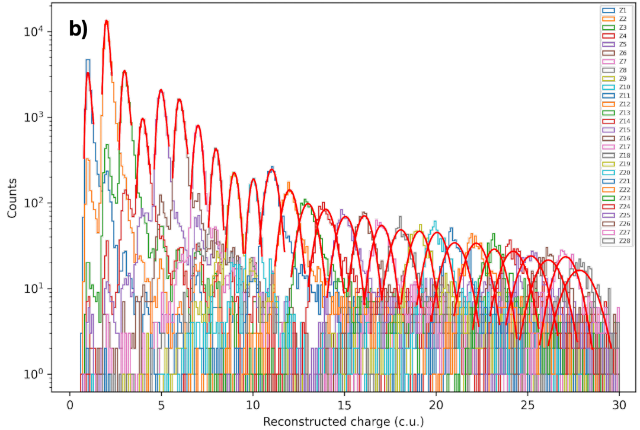 b)
10⁴
10³
10²
10¹
10⁰
Counts
0
5
10
15
20
25
30
Reconstructed charge (c.u.)
Z1
Z2
Z3
Z4
Z5
Z6
Z7
Z8
Z9
Z10
Z11
Z12
Z13
Z14
Z15
Z16
Z17
Z18
Z19
Z20
Z21
Z22
Z23
Z24
Z25
Z26
Z27
Z28